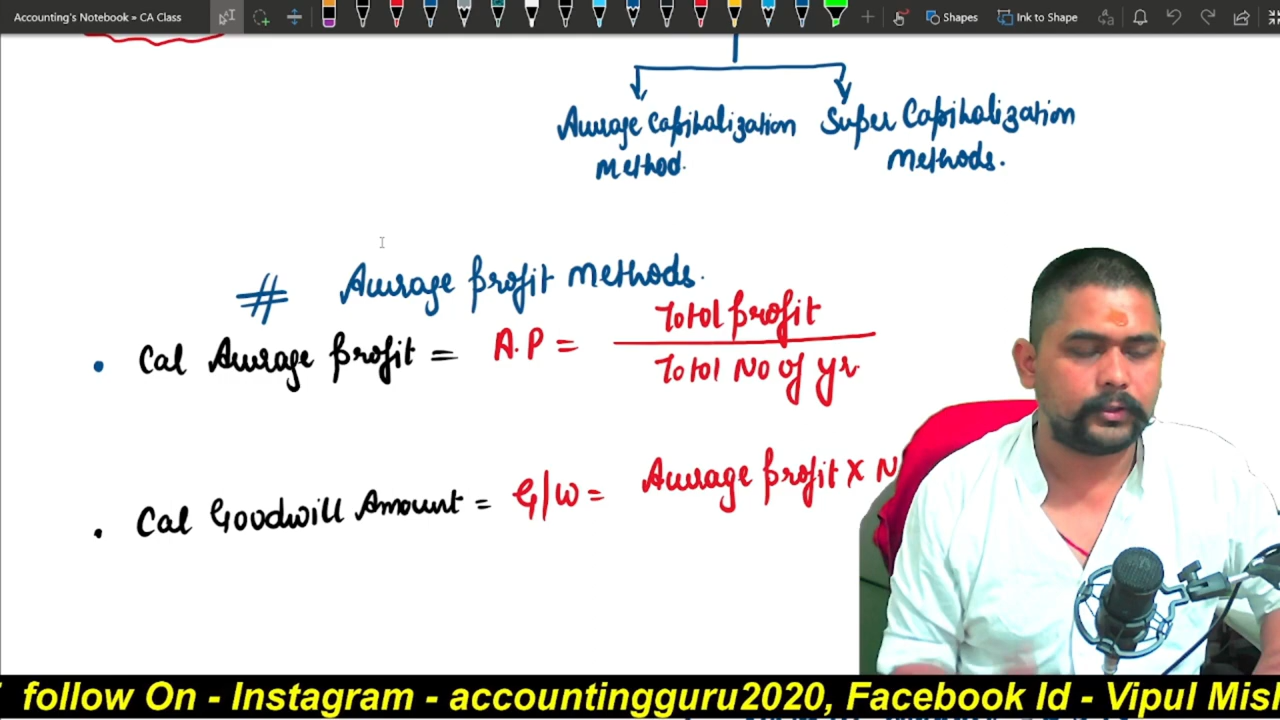 Accounting's Notebook » CA Class
Shapes
Ink to Shape
Average Capitalization Method.
Super Capitalization Methods.
# Average profit methods.
• Cal Average profit = A.P = Total profit
Total No of yr
• Cal Goodwill Amount = G/W = Average profit X N
follow On - Instagram - accountingguru2020, Facebook Id - Vipul Mis